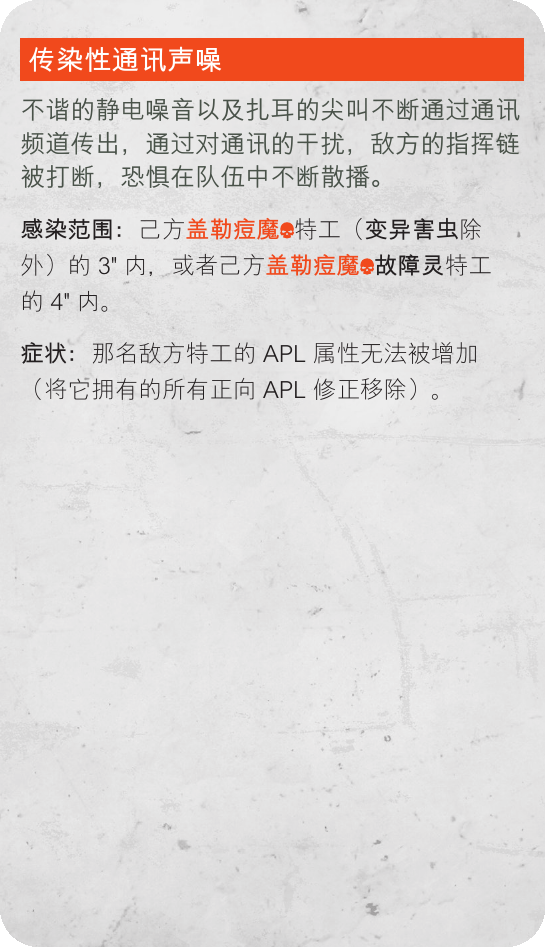 传染性通讯声噪
不谐的静电噪音以及扎耳的尖叫不断通过通讯
频道传出，通过对通讯的干扰，敌方的指挥链
被打断，恐惧在队伍中不断散播。
感染范围：己方盖勒痘魔特工（变异害虫除
外）的 3" 内，或者己方盖勒痘魔故障灵特工
的 4" 内。
症状：那名敌方特工的 APL 属性无法被增加
（将它拥有的所有正向 APL 修正移除）。